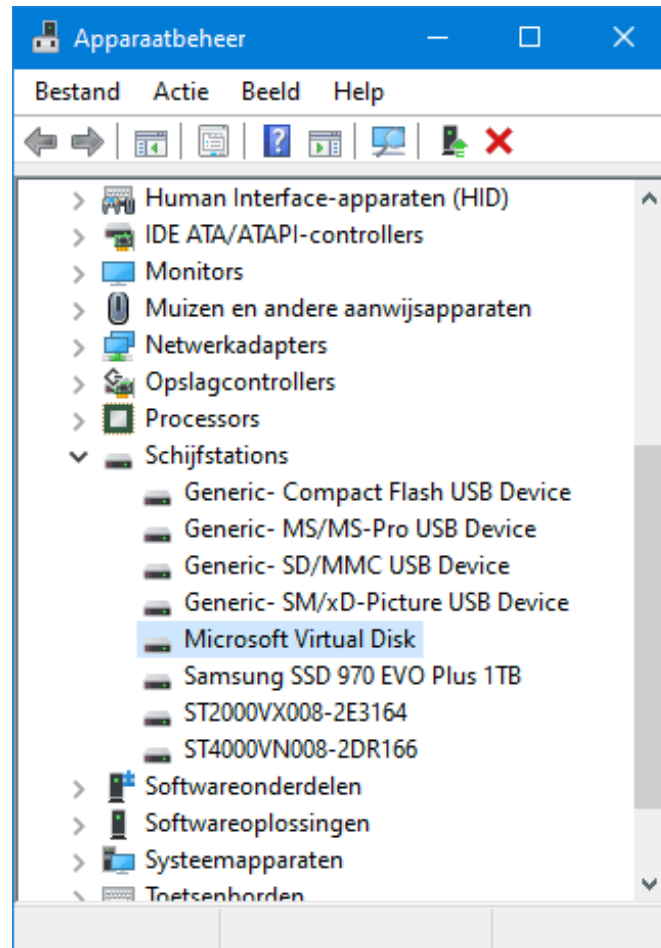 Apparaatbeheer
Bestand Actie Beeld Help
Human Interface-apparaten (HID)
IDE ATA/ATAPI-controllers
Monitors
Muizen en andere aanwijsapparaten
Netwerkadapters
Opslagcontrollers
Processors
Schijfstations
Generic- Compact Flash USB Device
Generic- MS/MS-Pro USB Device
Generic- SD/MMC USB Device
Generic- SM/xD-Picture USB Device
Microsoft Virtual Disk
Samsung SSD 970 EVO Plus 1TB
ST2000VX008-2E3164
ST4000VN008-2DR166
Softwareonderdelen
Softwareoplossingen
Systeemapparaten
Toetsenborden